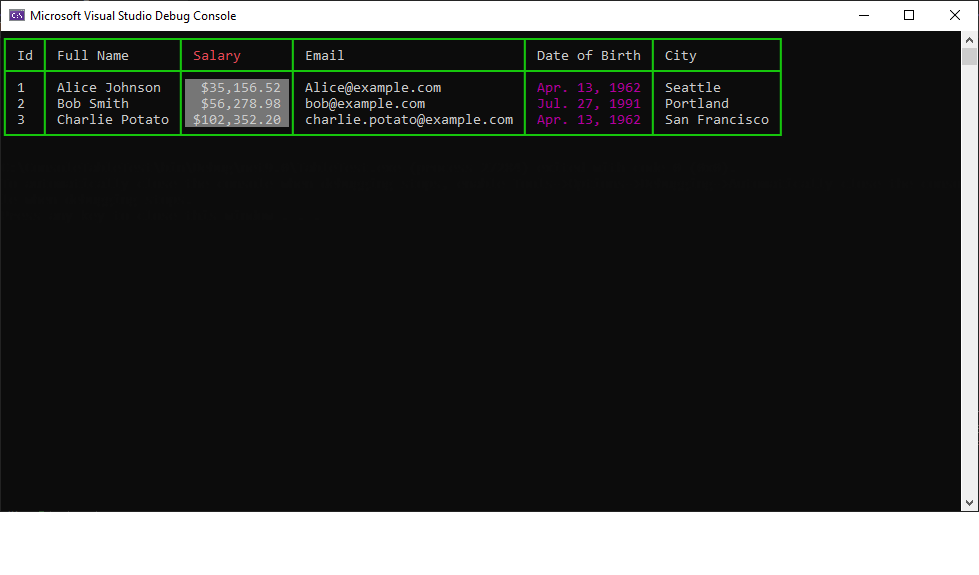 Microsoft Visual Studio Debug Console
Id Full Name Salary Email Date of Birth City
1 Alice Johnson $35,156.52 Alice@example.com Apr. 13, 1962 Seattle
2 Bob Smith $56,278.98 bob@example.com Jul. 27, 1991 Portland
3 Charlie Potato $102,352.20 charlie.potato@example.com Apr. 13, 1962 San Francisco